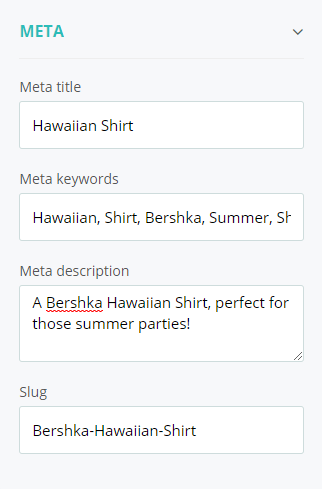 META
Meta title
Hawaiian Shirt
Meta keywords
Hawaiian, Shirt, Bershka, Summer, Sh
Meta description
A Bershka Hawaiian Shirt, perfect for
those summer parties!
Slug
Bershka-Hawaiian-Shirt